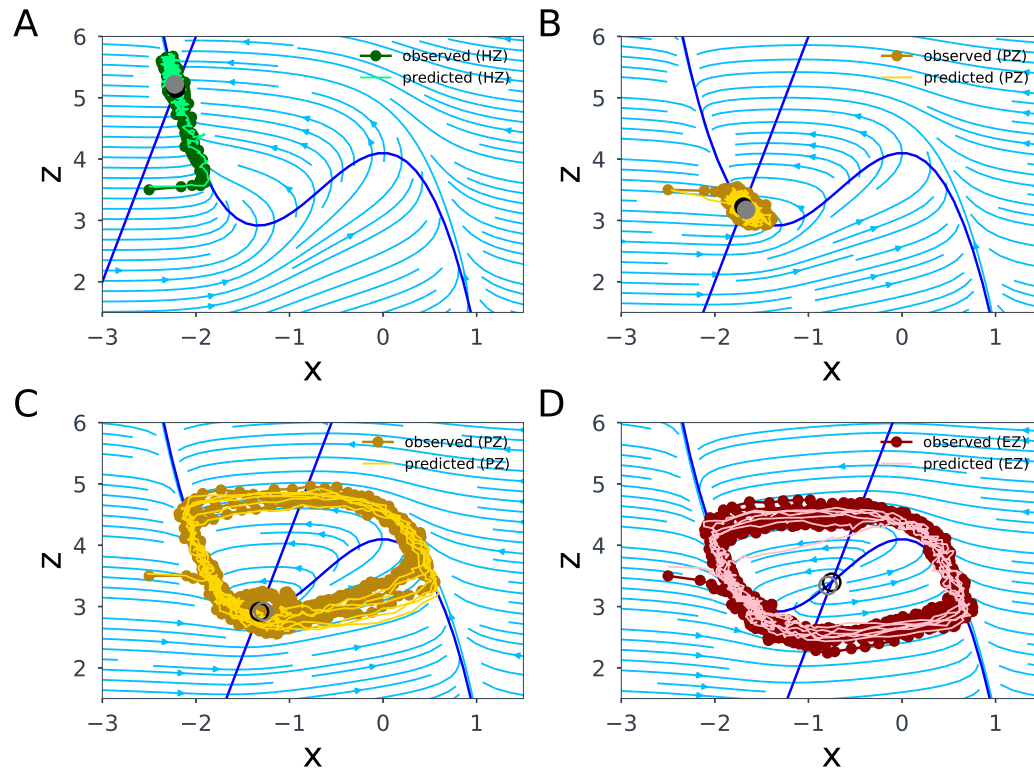 A
z
6
5
4
3
2
−3
−2
−1
0
1
x
observed (HZ)
predicted (HZ)
B
z
6
5
4
3
2
−3
−2
−1
0
1
x
observed (PZ)
predicted (PZ)
C
z
6
5
4
3
2
−3
−2
−1
0
1
x
observed (PZ)
predicted (PZ)
D
z
6
5
4
3
2
−3
−2
−1
0
1
x
observed (EZ)
predicted (EZ)